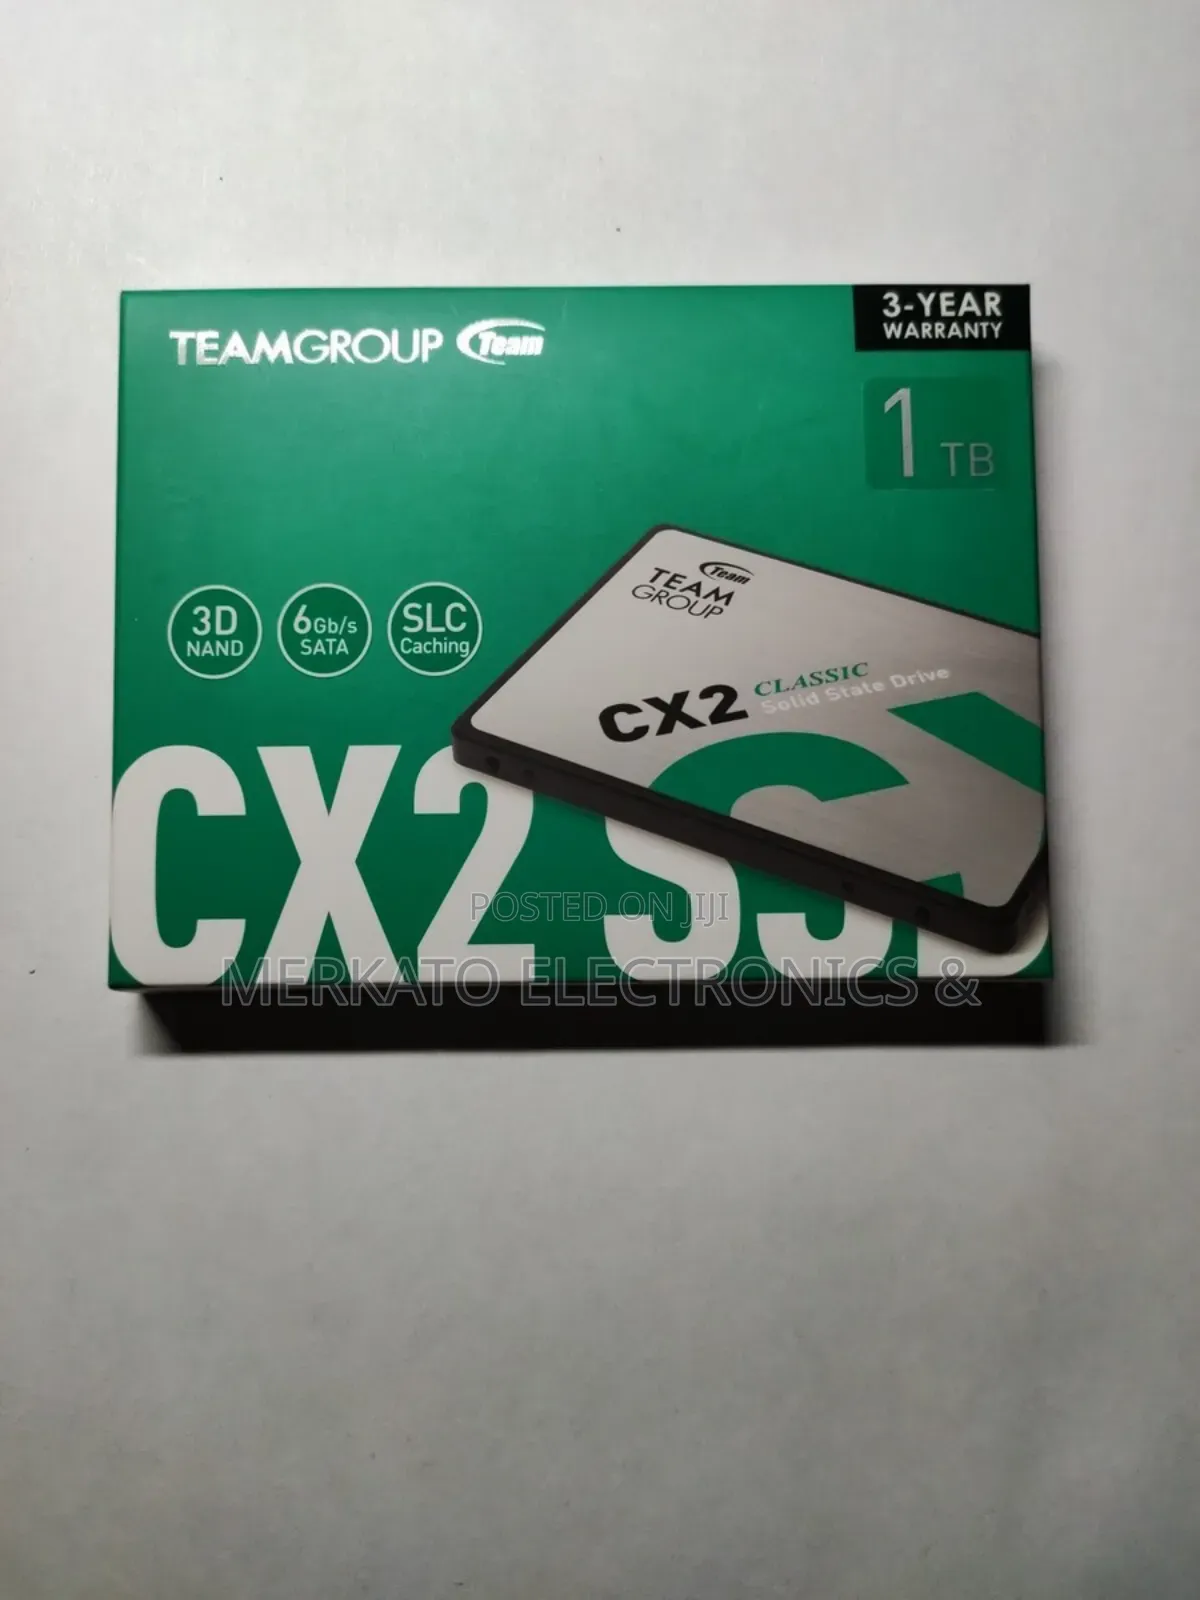 TEAMGROUP Team
3-YEAR
WARRANTY
1 TB
Team
TEAM
GROUP
3D
NAND
6Gb/s
SATA
SLC
Caching
CX2 CLASSIC
Solid State Drive
CX2 SSD
POSTED ON JIJI
MERKATO ELECTRONICS &